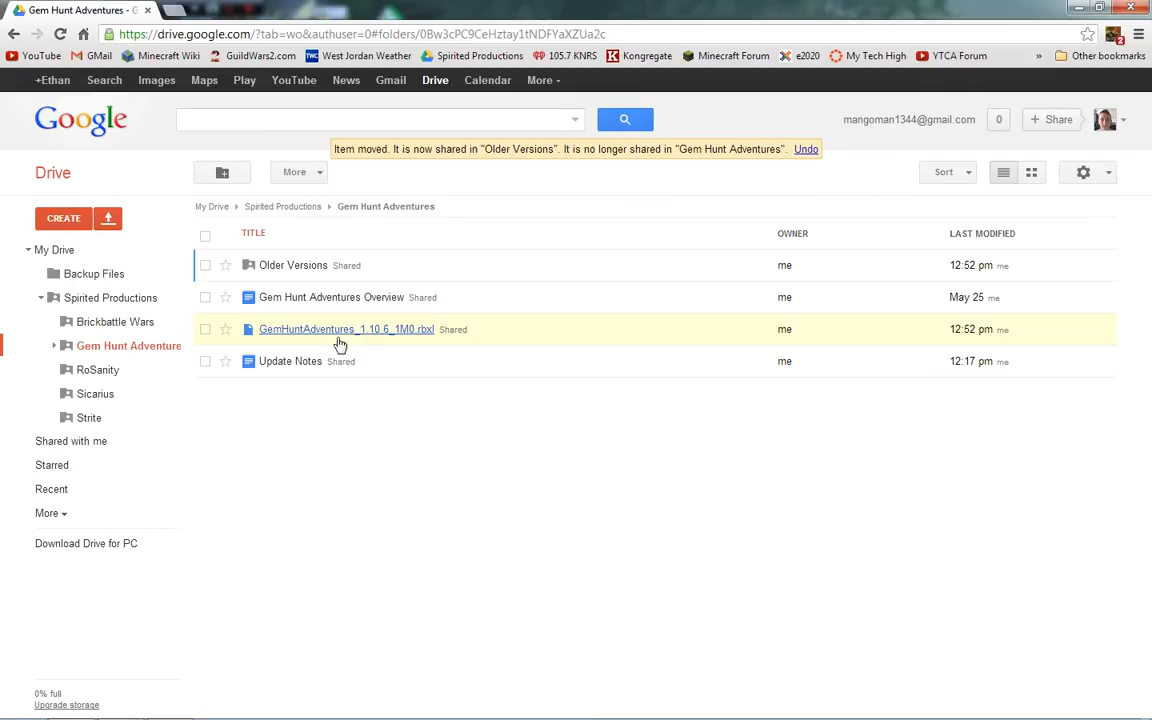 Gem Hunt Adventures - G
https://drive.google.com/?tab=wo&authuser=0#folders/0Bw3cPC9CeHztay1tNDFYaXZUa2c
YouTube GMail Minecraft Wiki GuildWars2.com West Jordan Weather Spirited Productions 105.7 KNRS Kongregate Minecraft Forum e2020 My Tech High YTCA Forum » Other bookmarks
+Ethan Search Images Maps Play YouTube News Gmail Drive Calendar More
Google mangoman1344@gmail.com 0 + Share
Item moved. It is now shared in "Older Versions". It is no longer shared in "Gem Hunt Adventures". Undo
Drive More Sort
My Drive Spirited Productions Gem Hunt Adventures
CREATE
TITLE OWNER LAST MODIFIED
My Drive
Older Versions Shared me 12:52 pm me
Backup Files
Spirited Productions
Gem Hunt Adventures Overview Shared me May 25 me
Brickbattle Wars
GemHuntAdventures_1.10.6_1M0.rbxl Shared me 12:52 pm me
Gem Hunt Adventure
Update Notes Shared me 12:17 pm me
RoSanity
Sicarius
Strite
Shared with me
Starred
Recent
More
Download Drive for PC
0% full
Upgrade storage